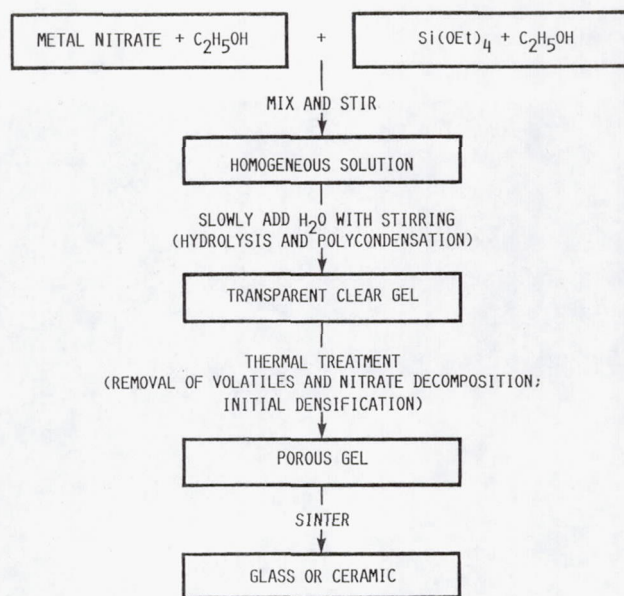 METAL NITRATE + C2H5OH + Si(OEt)4 + C2H5OH
MIX AND STIR
HOMOGENEOUS SOLUTION
SLOWLY ADD H2O WITH STIRRING
(HYDROLYSIS AND POLYCONDENSATION)
TRANSPARENT CLEAR GEL
THERMAL TREATMENT
(REMOVAL OF VOLATILES AND NITRATE DECOMPOSITION;
INITIAL DENSIFICATION)
POROUS GEL
SINTER
GLASS OR CERAMIC